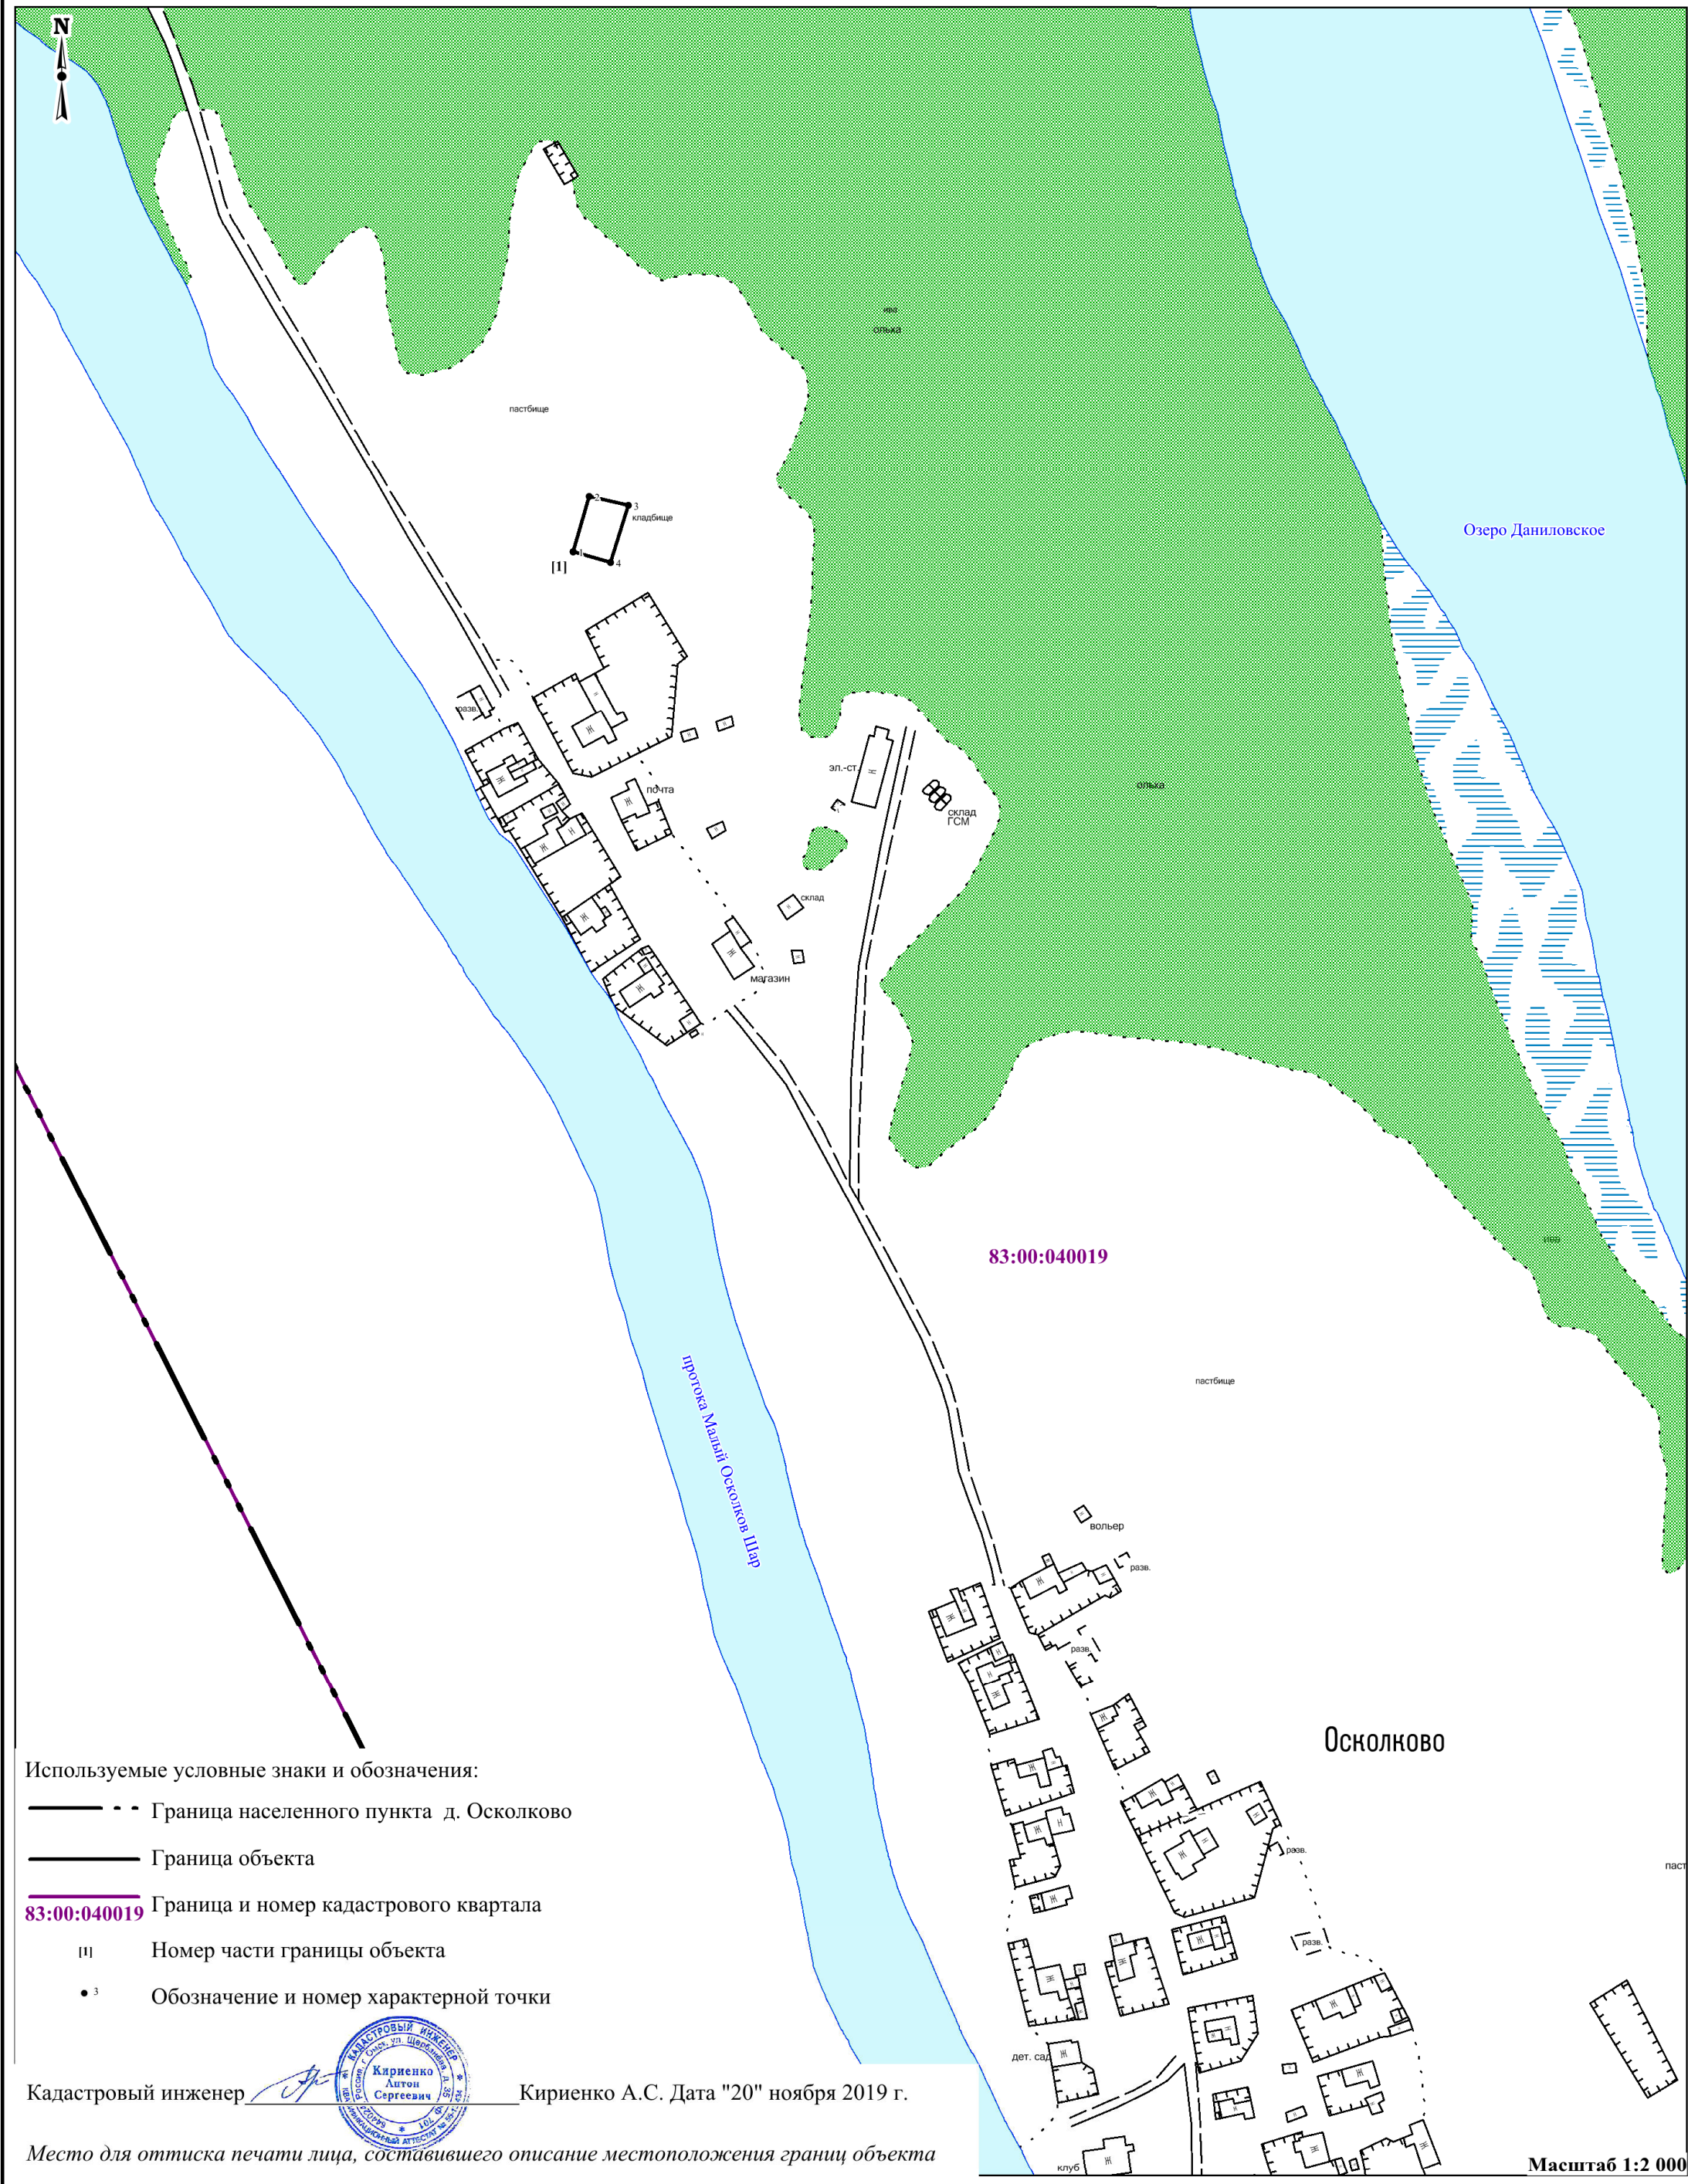 N
ива
ольха
пастбище
Озеро Даниловское
2
3
кладбище
1
4
[1]
разв.
Ж
почта
эл.-ст.
ольха
склад
ГСМ
склад
магазин
83:00:040019
ива
пастбище
протока Малый Осколков Шар
вольер
разв.
разв.
Осколково
разв.
паст
разв.
дет. сад
клуб
Используемые условные знаки и обозначения:
Граница населенного пункта д. Осколково
Граница объекта
83:00:040019 Граница и номер кадастрового квартала
[1] Номер части границы объекта
3 Обозначение и номер характерной точки
КАДАСТРОВЫЙ ИНЖЕНЕР
Кириенко
Антон
Сергеевич
Кадастровый инженер Кириенко А.С. Дата "20" ноября 2019 г.
Место для оттиска печати лица, составившего описание местоположения границ объекта
Масштаб 1:2 000